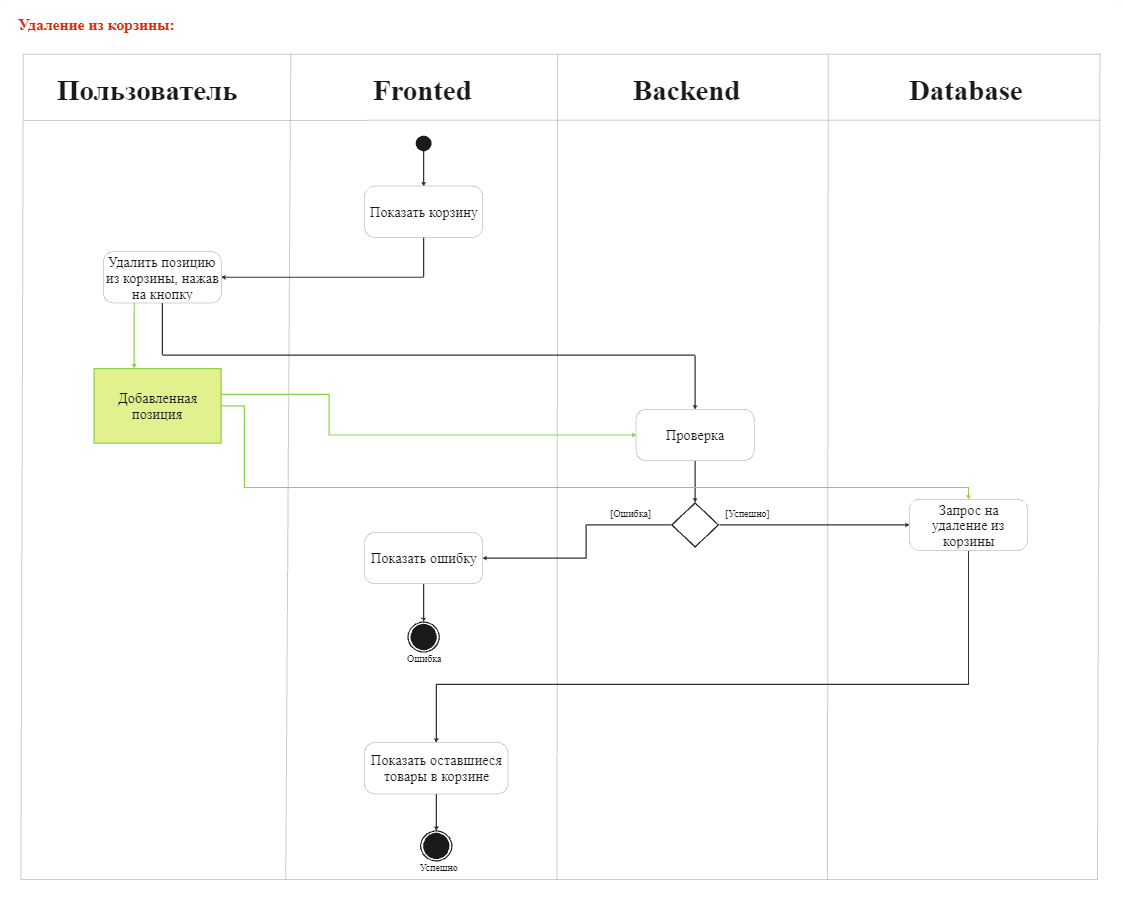 Удаление из корзины:
Пользователь
Fronted
Backend
Database
Показать корзину
Удалить позицию
из корзины, нажав
на кнопку
Добавленная
позиция
Проверка
[Ошибка]
[Успешно]
Запрос на
удаление из
корзины
Показать ошибку
Ошибка
Показать оставшиеся
товары в корзине
Успешно